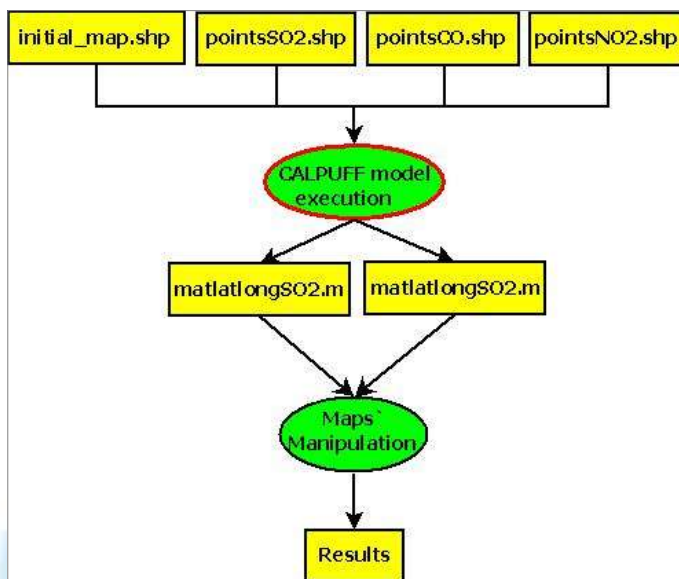 initial_map.shp
pointsSO2.shp
pointsCO.shp
pointsNO2.shp
CALPUFF model
execution
matlatlongSO2.m
matlatlongSO2.m
Maps`
Manipulation
Results